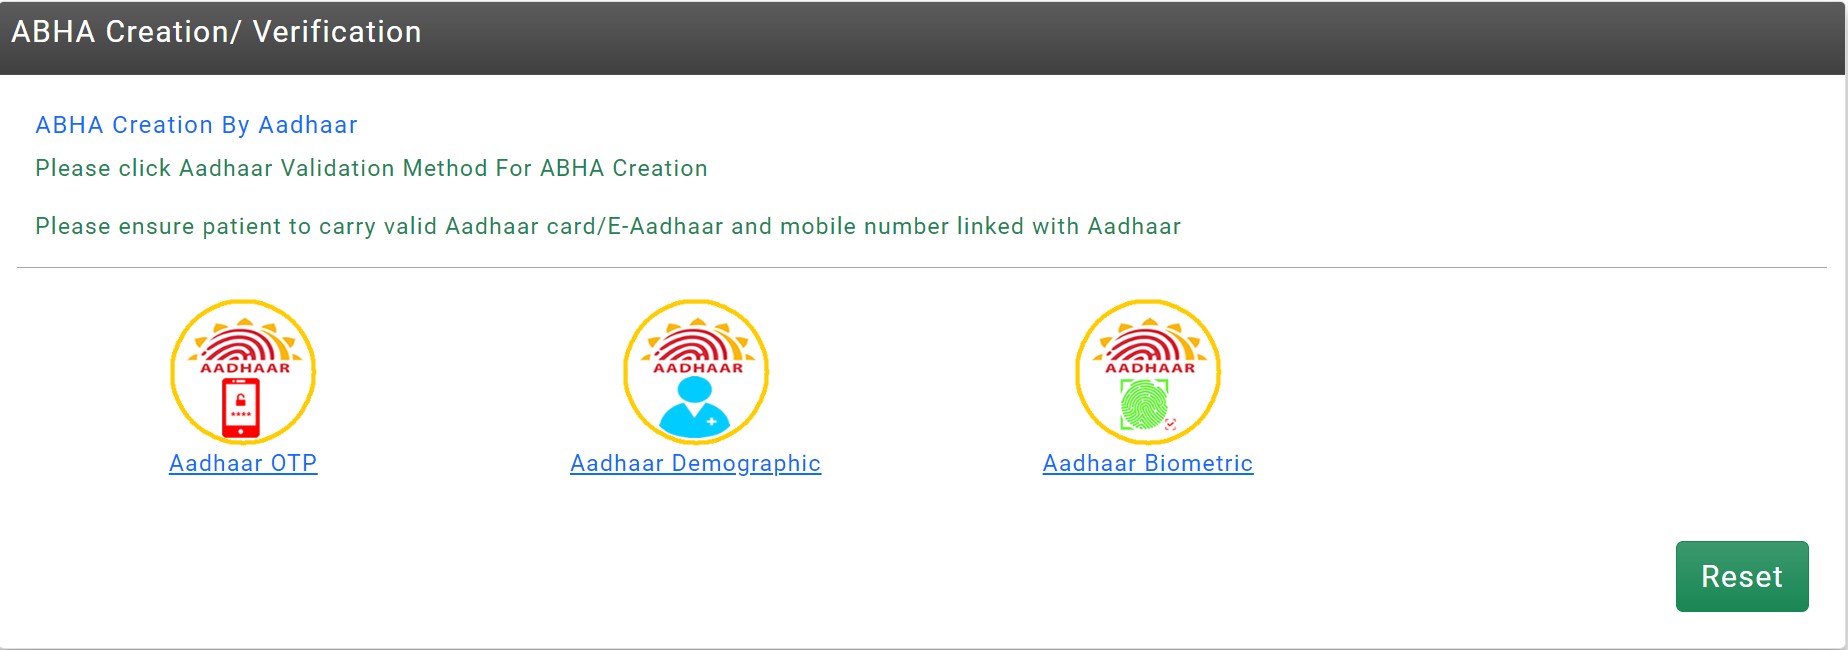 ABHA Creation/ Verification
ABHA Creation By Aadhaar
Please click Aadhaar Validation Method For ABHA Creation
Please ensure patient to carry valid Aadhaar card/E-Aadhaar and mobile number linked with Aadhaar
AADHAAR
****
Aadhaar OTP
AADHAAR
Aadhaar Demographic
AADHAAR
Aadhaar Biometric
Reset